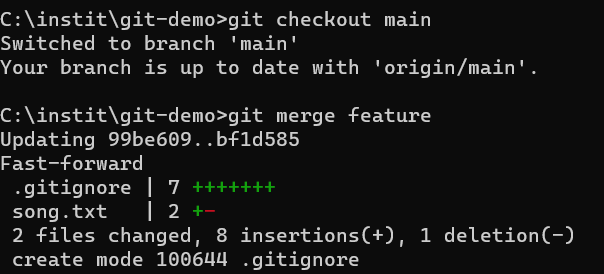 C:\instit\git-demo>git checkout main
Switched to branch 'main'
Your branch is up to date with 'origin/main'.

C:\instit\git-demo>git merge feature
Updating 99be609..bf1d585
Fast-forward
 .gitignore | 7 +++++++
 song.txt   | 2 +-
 2 files changed, 8 insertions(+), 1 deletion(-)
 create mode 100644 .gitignore